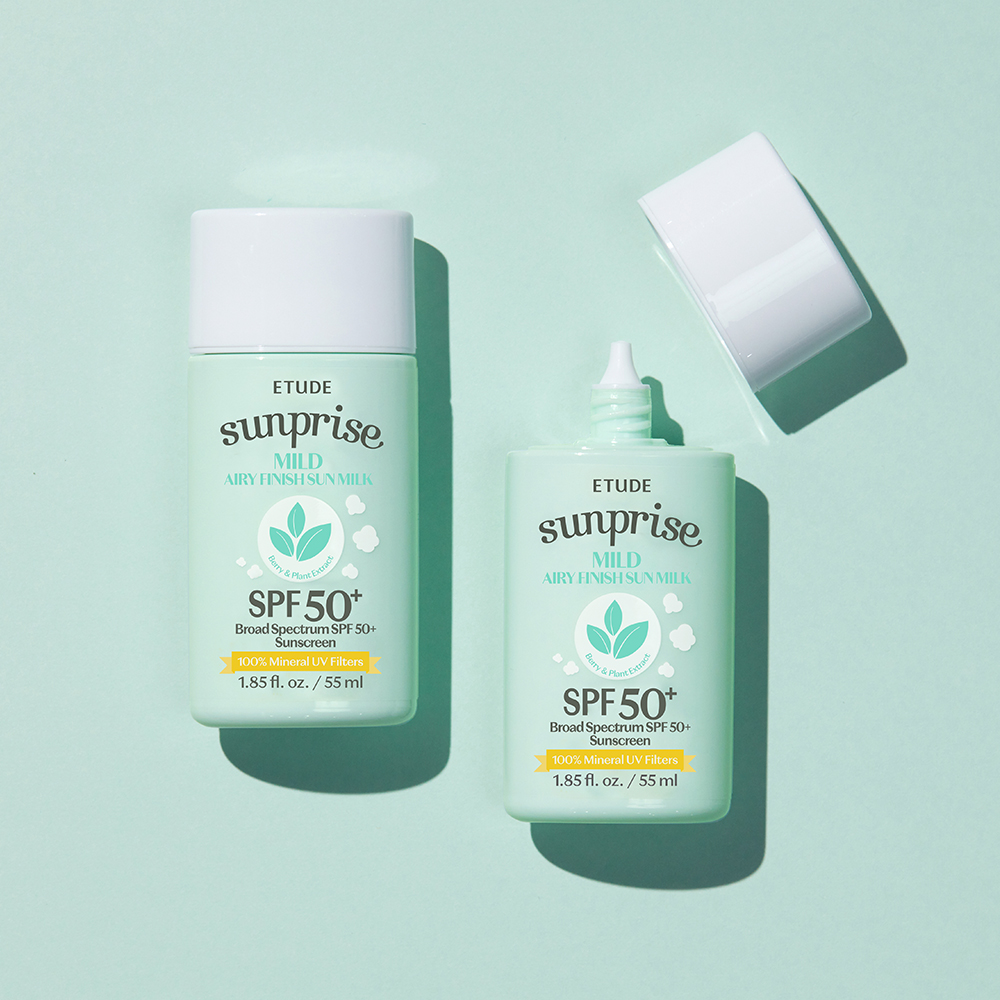 ETUDE
sunprise
MILD
AIRY FINISH SUN MILK
Berry & Plant Extract
SPF 50+
Broad Spectrum SPF 50+
Sunscreen
100% Mineral UV Filters
1.85 fl. oz. / 55 ml
ETUDE
sunprise
MILD
AIRY FINISH SUN MILK
Berry & Plant Extract
SPF 50+
Broad Spectrum SPF 50+
Sunscreen
100% Mineral UV Filters
1.85 fl. oz. / 55 ml